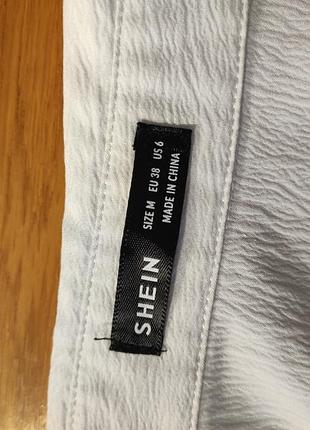 SHEIN
SIZE M EU 38 US 6
MADE IN CHINA